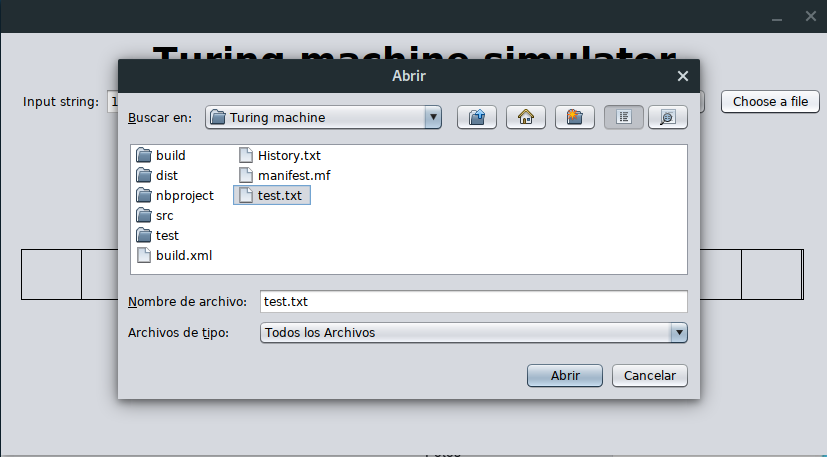 Turing machine simulator
Abrir
Input string: 1
Choose a file
Buscar en: Turing machine
build
dist
nbproject
src
test
build.xml
History.txt
manifest.mf
test.txt
Nombre de archivo: test.txt
Archivos de tipo: Todos los Archivos
Abrir Cancelar